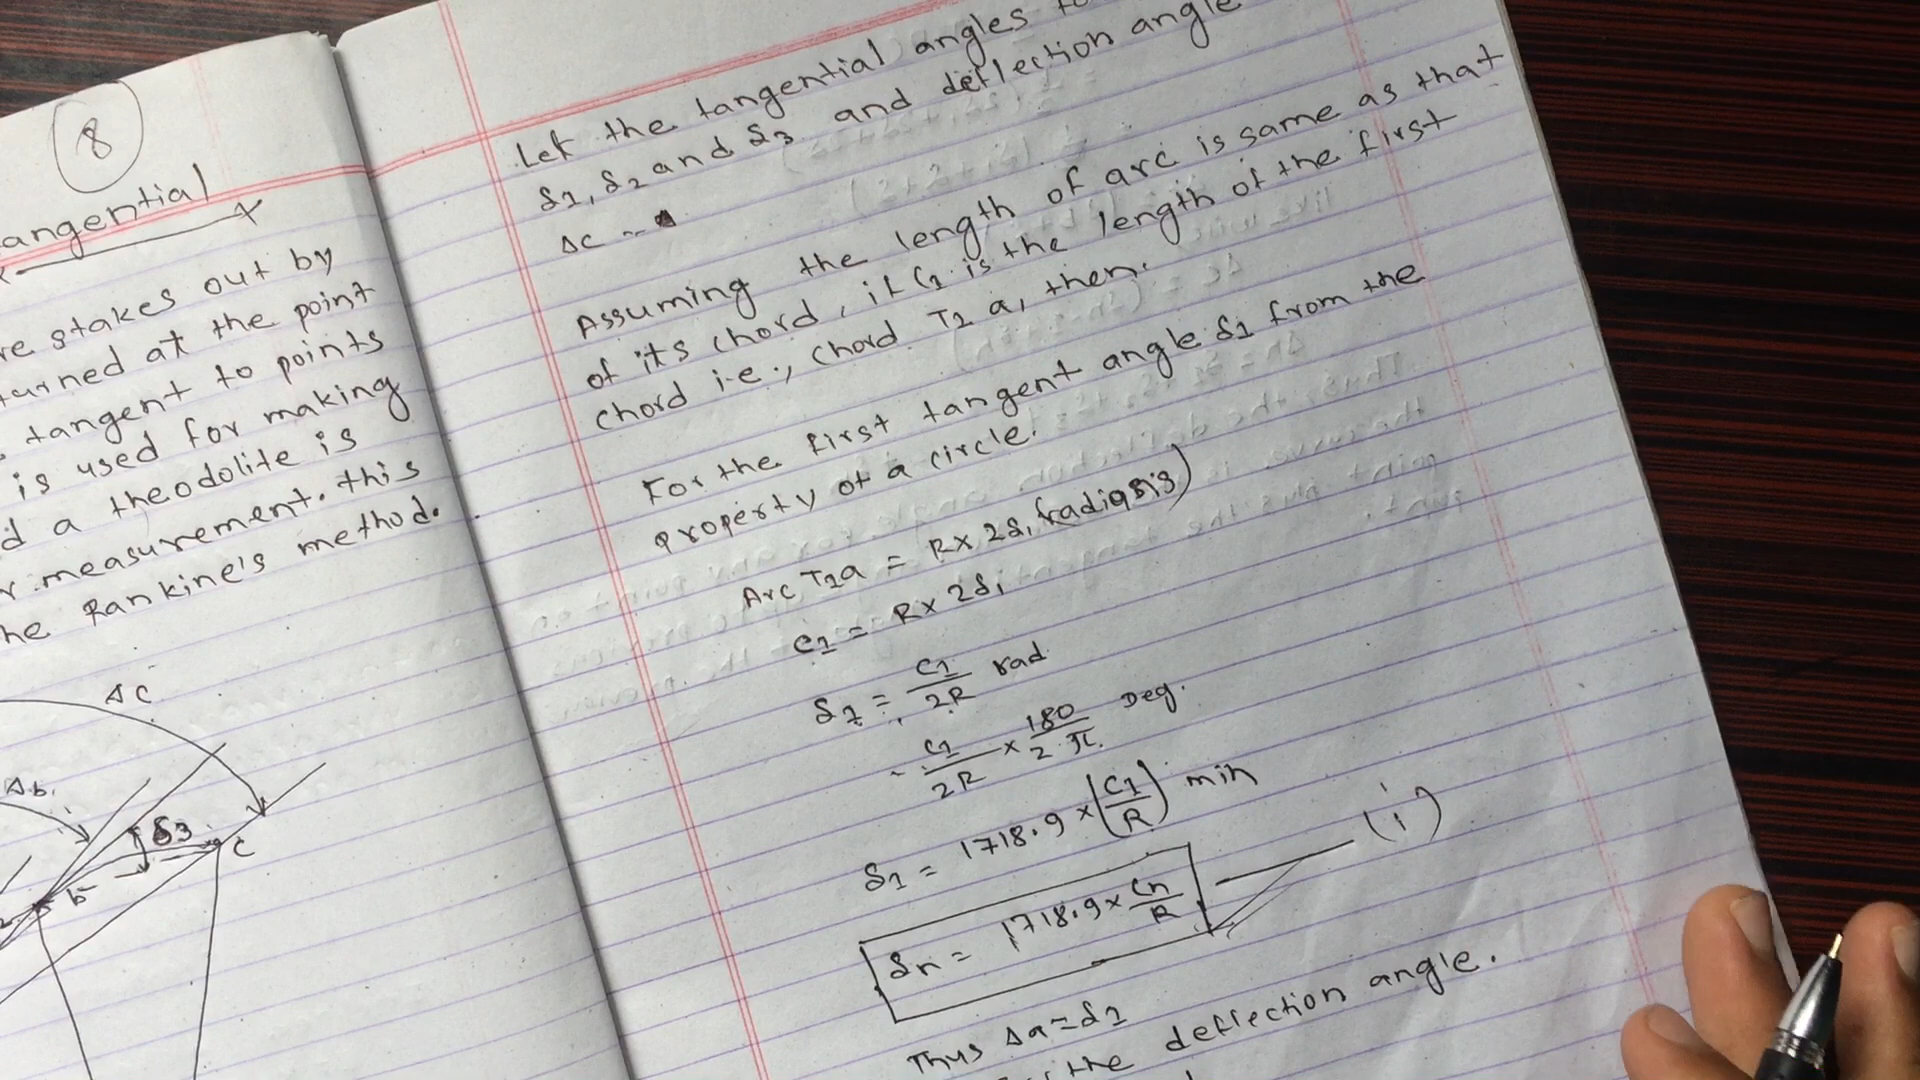 8
angential
stakes out by
turned at the point
tangent to points
is used for making
d a theodolite is
measurement. this
he Rankine's method.
ΔC
Δb.
δ3
b
C
Let the tangential angles
δ1, δ2 and δ3 and deflection angle
ΔC
Assuming the length of arc is same as that
of its chord, if C1 is the length of the first
chord i.e., chord T1 a, then.
For the first tangent angle δ1 from the
property of a circle.
Arc T1a = R × 2δ1 (radians)
C1 = R × 2δ1
δ1 = C1/2R rad
= C1/2R × 180/2 π Deg.
δ1 = 1718.9 × (C1/R) min
δn = 1718.9 × Cn/R (i)
Thus Δa = δ1
the deflection angle.